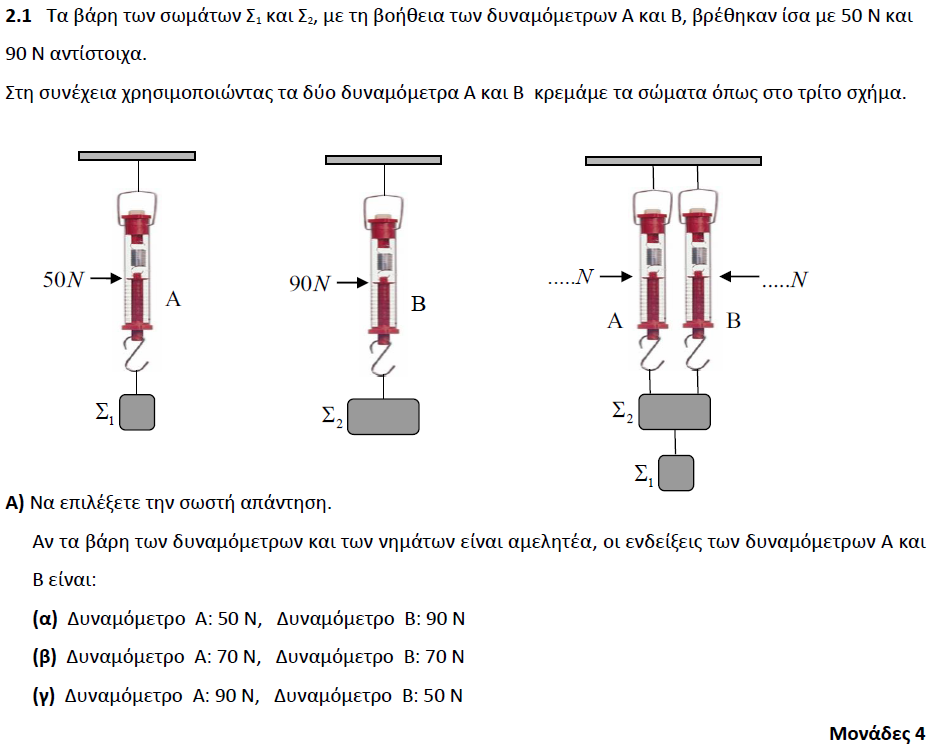 2.1 Τα βάρη των σωμάτων Σ₁ και Σ₂, με τη βοήθεια των δυναμόμετρων Α και Β, βρέθηκαν ίσα με 50 Ν και
90 Ν αντίστοιχα.
Στη συνέχεια χρησιμοποιώντας τα δύο δυναμόμετρα Α και Β κρεμάμε τα σώματα όπως στο τρίτο σχήμα.
50N
A
Σ₁
90N
B
Σ₂
.....N
.....N
A
B
Σ₂
Σ₁
Α) Να επιλέξετε την σωστή απάντηση.
Αν τα βάρη των δυναμόμετρων και των νημάτων είναι αμελητέα, οι ενδείξεις των δυναμόμετρων Α και
Β είναι:
(α) Δυναμόμετρο Α: 50 Ν, Δυναμόμετρο Β: 90 Ν
(β) Δυναμόμετρο Α: 70 Ν, Δυναμόμετρο Β: 70 Ν
(γ) Δυναμόμετρο Α: 90 Ν, Δυναμόμετρο Β: 50 Ν
Μονάδες 4